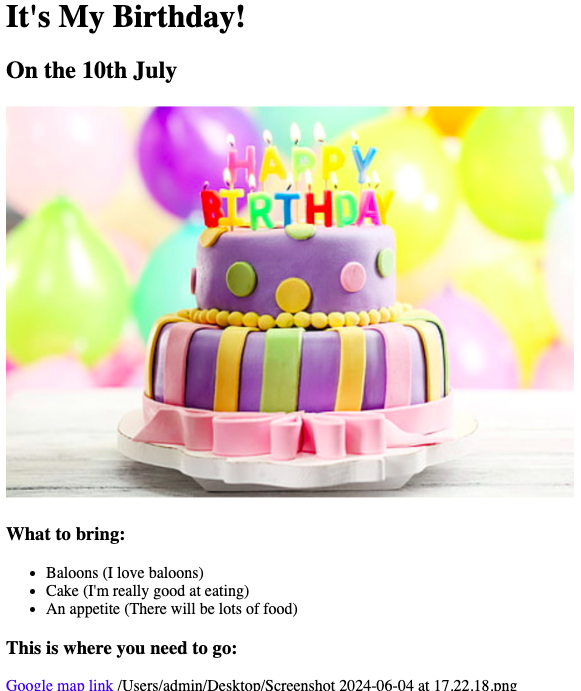 It's My Birthday!
On the 10th July
HAPPY
BIRTHDAY
What to bring:
Baloons (I love baloons)
Cake (I'm really good at eating)
An appetite (There will be lots of food)
This is where you need to go:
Google map link /Users/admin/Desktop/Screenshot 2024-06-04 at 17.22.18.png